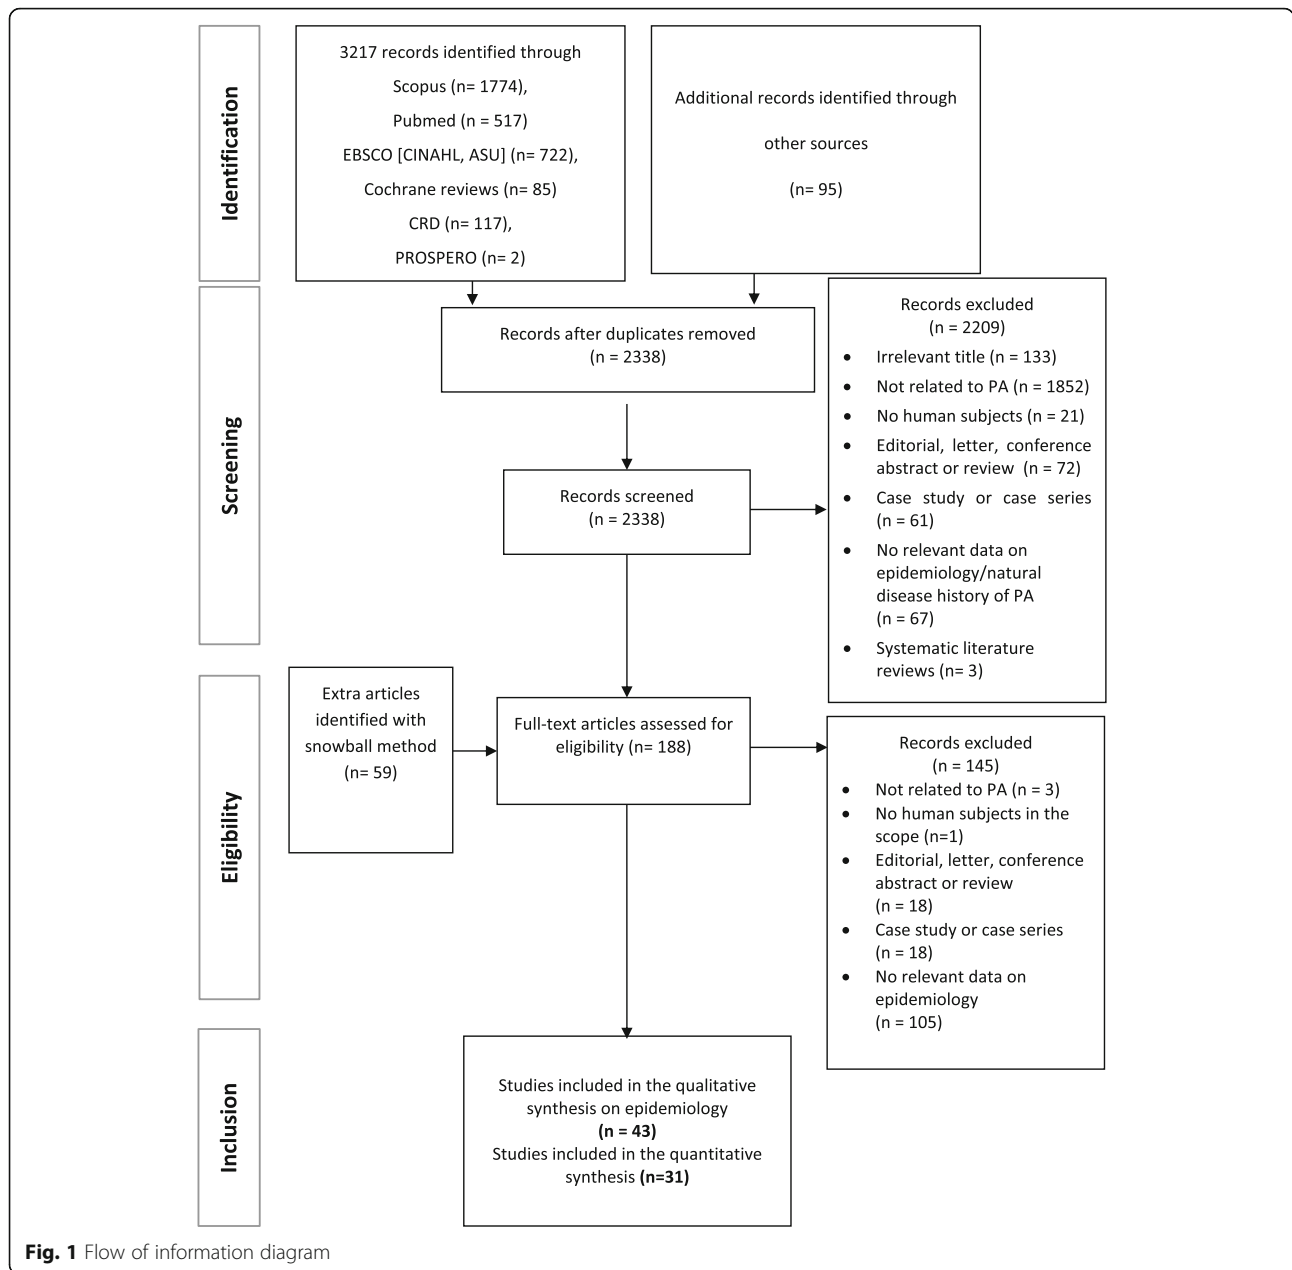 Identification
3217 records identified through
Scopus (n= 1774),
Pubmed (n = 517)
EBSCO [CINAHL, ASU] (n= 722),
Cochrane reviews (n= 85)
CRD (n= 117),
PROSPERO (n= 2)
Additional records identified through
other sources
(n= 95)
Screening
Records after duplicates removed
(n = 2338)
Records screened
(n = 2338)
Records excluded
(n = 2209)
• Irrelevant title (n = 133)
• Not related to PA (n = 1852)
• No human subjects (n = 21)
• Editorial, letter, conference
abstract or review (n = 72)
• Case study or case series
(n = 61)
• No relevant data on
epidemiology/natural
disease history of PA
(n = 67)
• Systematic literature
reviews (n= 3)
Eligibility
Extra articles
identified with
snowball method
(n= 59)
Full-text articles assessed for
eligibility (n= 188)
Records excluded
(n = 145)
• Not related to PA (n = 3)
• No human subjects in the
scope (n=1)
• Editorial, letter, conference
abstract or review
(n = 18)
• Case study or case series
(n = 18)
• No relevant data on
epidemiology
(n = 105)
Inclusion
Studies included in the qualitative
synthesis on epidemiology
(n = 43)
Studies included in the quantitative
synthesis (n=31)
Fig. 1 Flow of information diagram